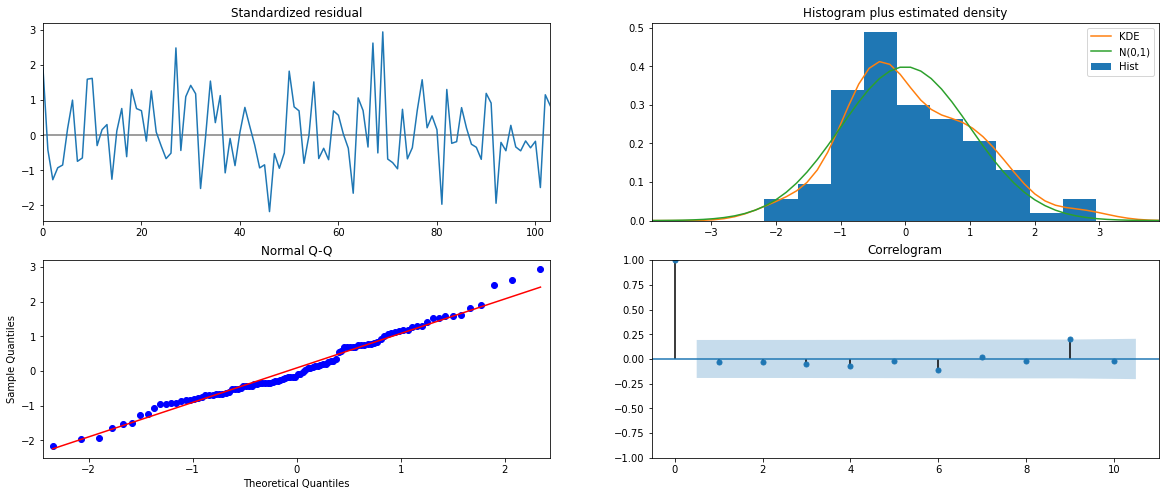 Standardized residual
3
2
1
0
−1
−2
0 20 40 60 80 100
Histogram plus estimated density
0.5
0.4
0.3
0.2
0.1
0.0
−3 −2 −1 0 1 2 3
KDE
N(0,1)
Hist
Normal Q-Q
Sample Quantiles
3
2
1
0
−1
−2
−2 −1 0 1 2
Theoretical Quantiles
Correlogram
1.00
0.75
0.50
0.25
0.00
−0.25
−0.50
−0.75
−1.00
0 2 4 6 8 10